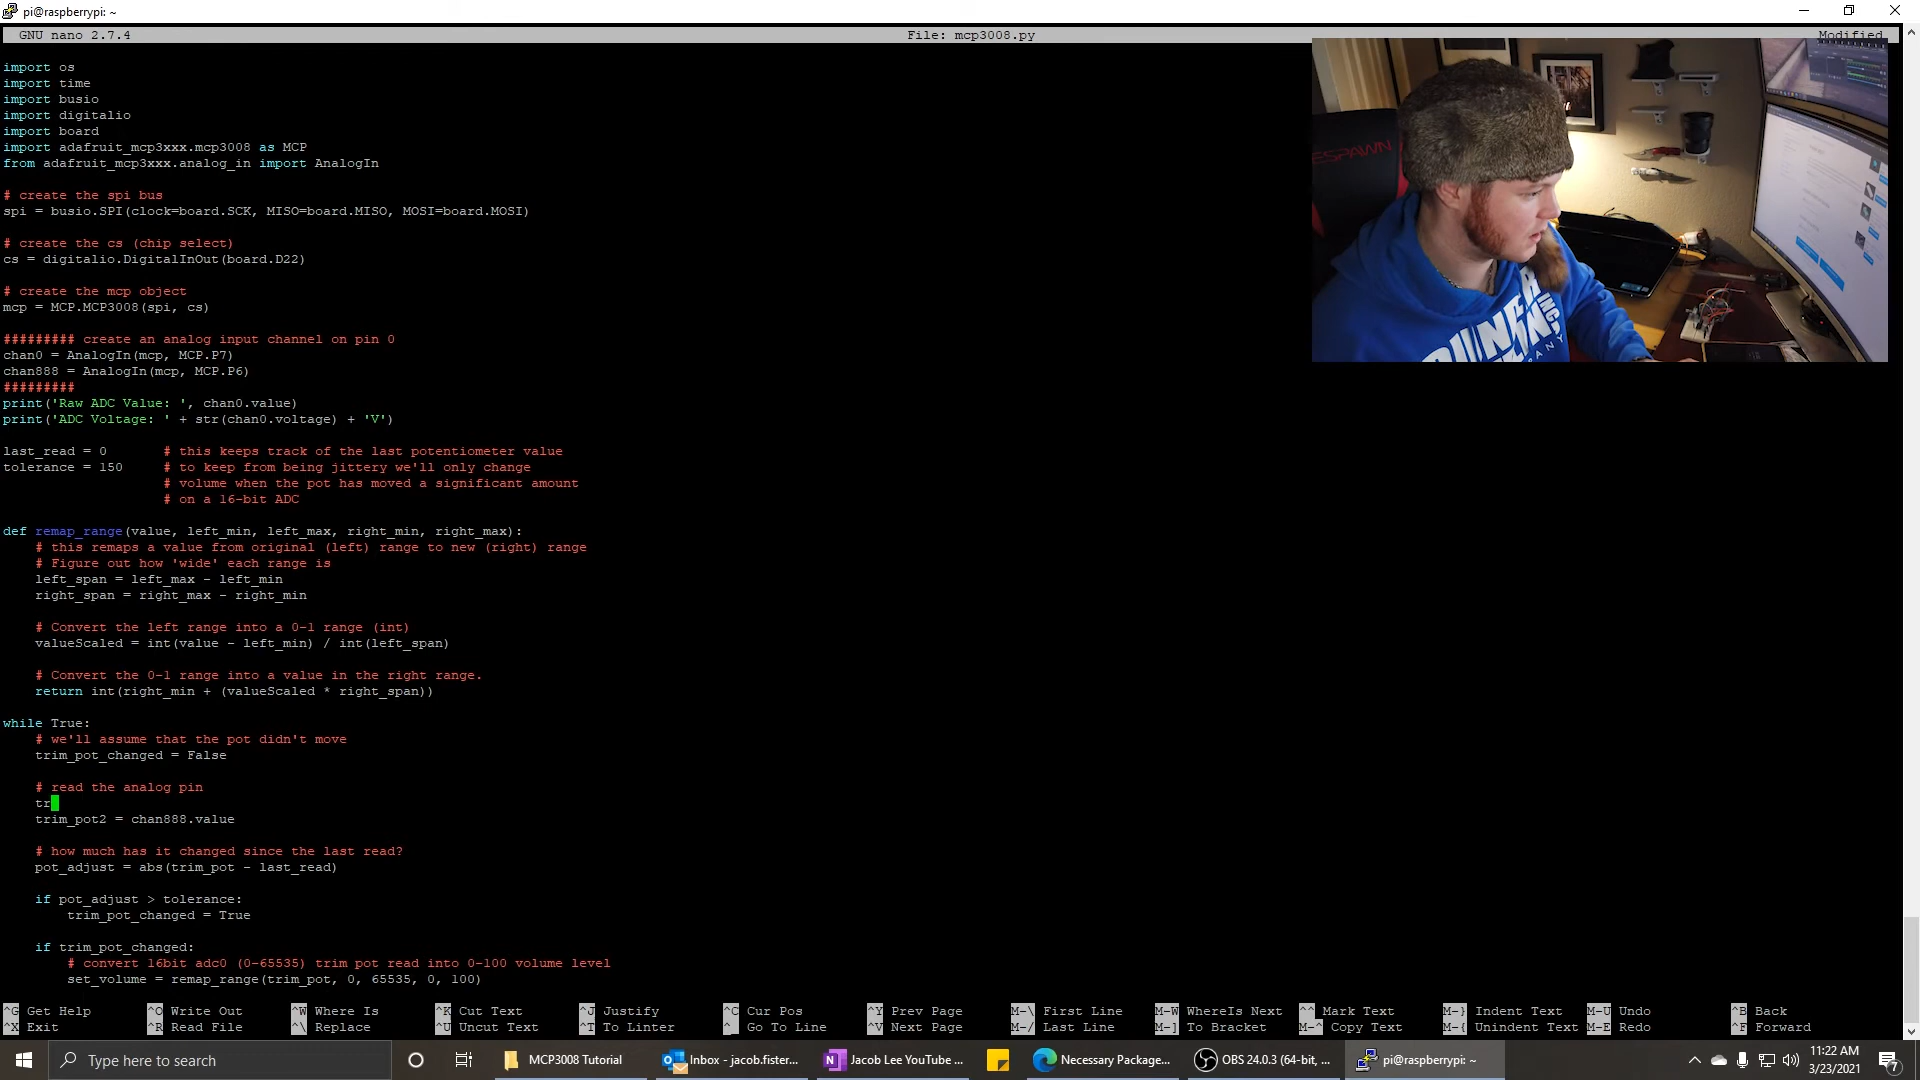 pi@raspberrypi: ~
GNU nano 2.7.4 File: mcp3008.py Modified
import os
import time
import busio
import digitalio
import board
import adafruit_mcp3xxx.mcp3008 as MCP
from adafruit_mcp3xxx.analog_in import AnalogIn
# create the spi bus
spi = busio.SPI(clock=board.SCK, MISO=board.MISO, MOSI=board.MOSI)
# create the cs (chip select)
cs = digitalio.DigitalInOut(board.D22)
# create the mcp object
mcp = MCP.MCP3008(spi, cs)
######### create an analog input channel on pin 0
chan0 = AnalogIn(mcp, MCP.P7)
chan888 = AnalogIn(mcp, MCP.P6)
#########
print('Raw ADC Value: ', chan0.value)
print('ADC Voltage: ' + str(chan0.voltage) + 'V')
last_read = 0 # this keeps track of the last potentiometer value
tolerance = 150 # to keep from being jittery we'll only change
# volume when the pot has moved a significant amount
# on a 16-bit ADC
def remap_range(value, left_min, left_max, right_min, right_max):
# this remaps a value from original (left) range to new (right) range
# Figure out how 'wide' each range is
left_span = left_max - left_min
right_span = right_max - right_min
# Convert the left range into a 0-1 range (int)
valueScaled = int(value - left_min) / int(left_span)
# Convert the 0-1 range into a value in the right range.
return int(right_min + (valueScaled * right_span))
while True:
# we'll assume that the pot didn't move
trim_pot_changed = False
# read the analog pin
tr
trim_pot2 = chan888.value
# how much has it changed since the last read?
pot_adjust = abs(trim_pot - last_read)
if pot_adjust > tolerance:
trim_pot_changed = True
if trim_pot_changed:
# convert 16bit adc0 (0-65535) trim pot read into 0-100 volume level
set_volume = remap_range(trim_pot, 0, 65535, 0, 100)
^G Get Help ^O Write Out ^W Where Is ^K Cut Text ^J Justify ^C Cur Pos ^Y Prev Page M-\ First Line M-W WhereIs Next ^^ Mark Text M-} Indent Text M-U Undo ^B Back
^X Exit ^R Read File ^\ Replace ^U Uncut Text ^T To Linter ^_ Go To Line ^V Next Page M-/ Last Line M-] To Bracket M-^ Copy Text M-{ Unindent Text M-E Redo ^F Forward
Type here to search MCP3008 Tutorial Inbox - jacob.fister... Jacob Lee YouTube ... Necessary Package... OBS 24.0.3 (64-bit, ... pi@raspberrypi: ~ 11:22 AM
3/23/2021 7